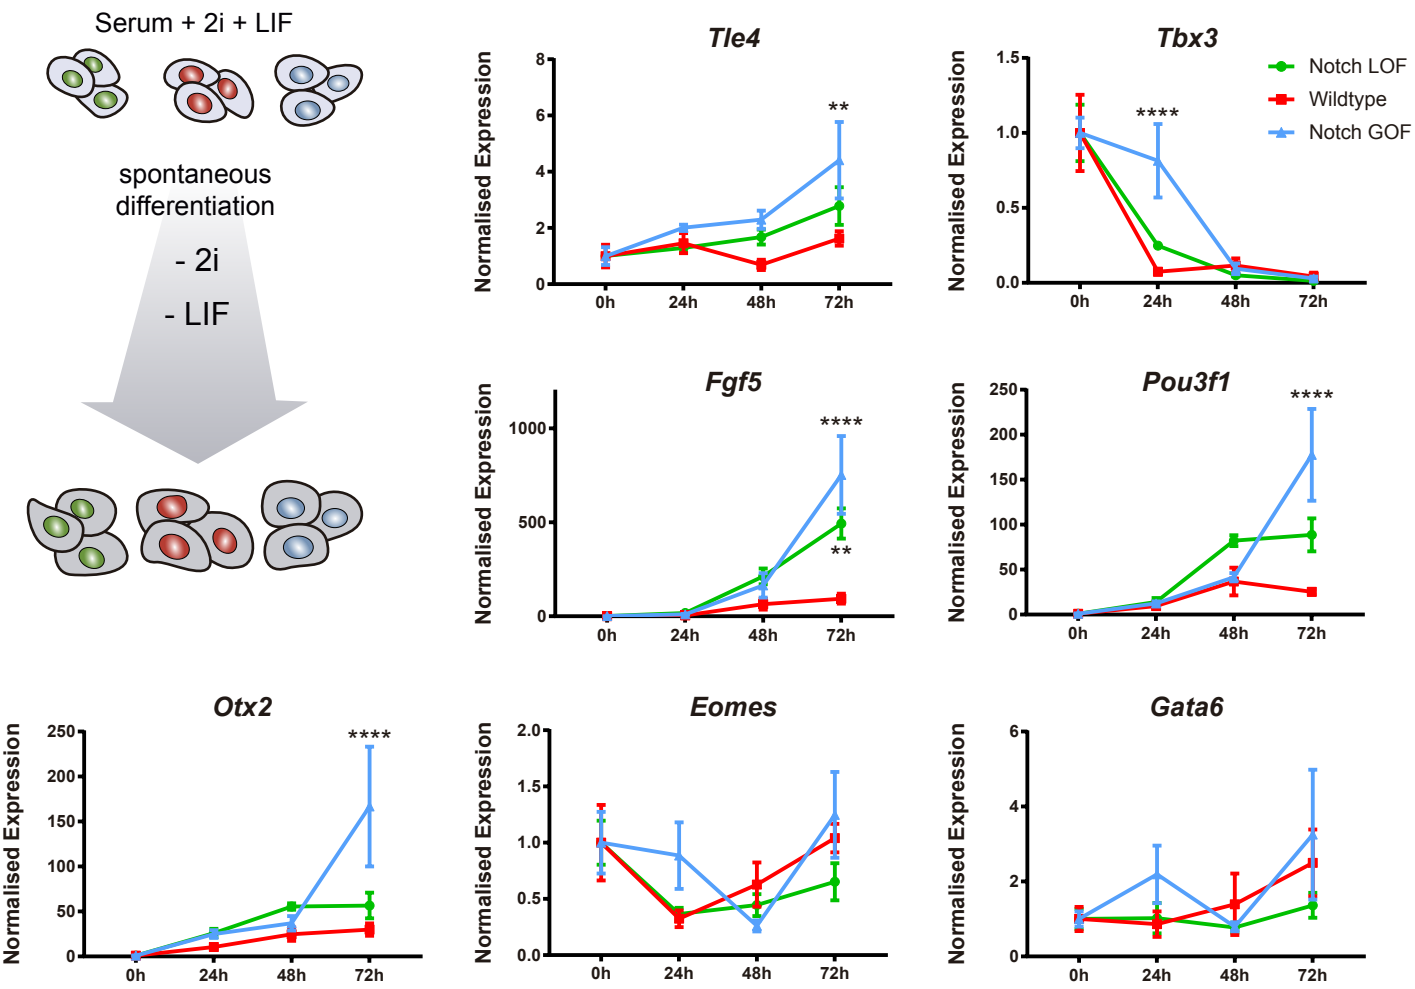 Serum + 2i + LIF
spontaneous
differentiation
- 2i
- LIF
Tle4
Normalised Expression
8
6
4
2
0
**
0h 24h 48h 72h
Tbx3
Normalised Expression
1.5
1.0
0.5
0.0
****
0h 24h 48h 72h
Notch LOF
Wildtype
Notch GOF
Fgf5
Normalised Expression
1000
500
0
****
**
0h 24h 48h 72h
Pou3f1
Normalised Expression
250
200
150
100
50
0
****
0h 24h 48h 72h
Otx2
Normalised Expression
250
200
150
100
50
0
****
0h 24h 48h 72h
Eomes
Normalised Expression
2.0
1.5
1.0
0.5
0.0
0h 24h 48h 72h
Gata6
Normalised Expression
6
4
2
0
0h 24h 48h 72h